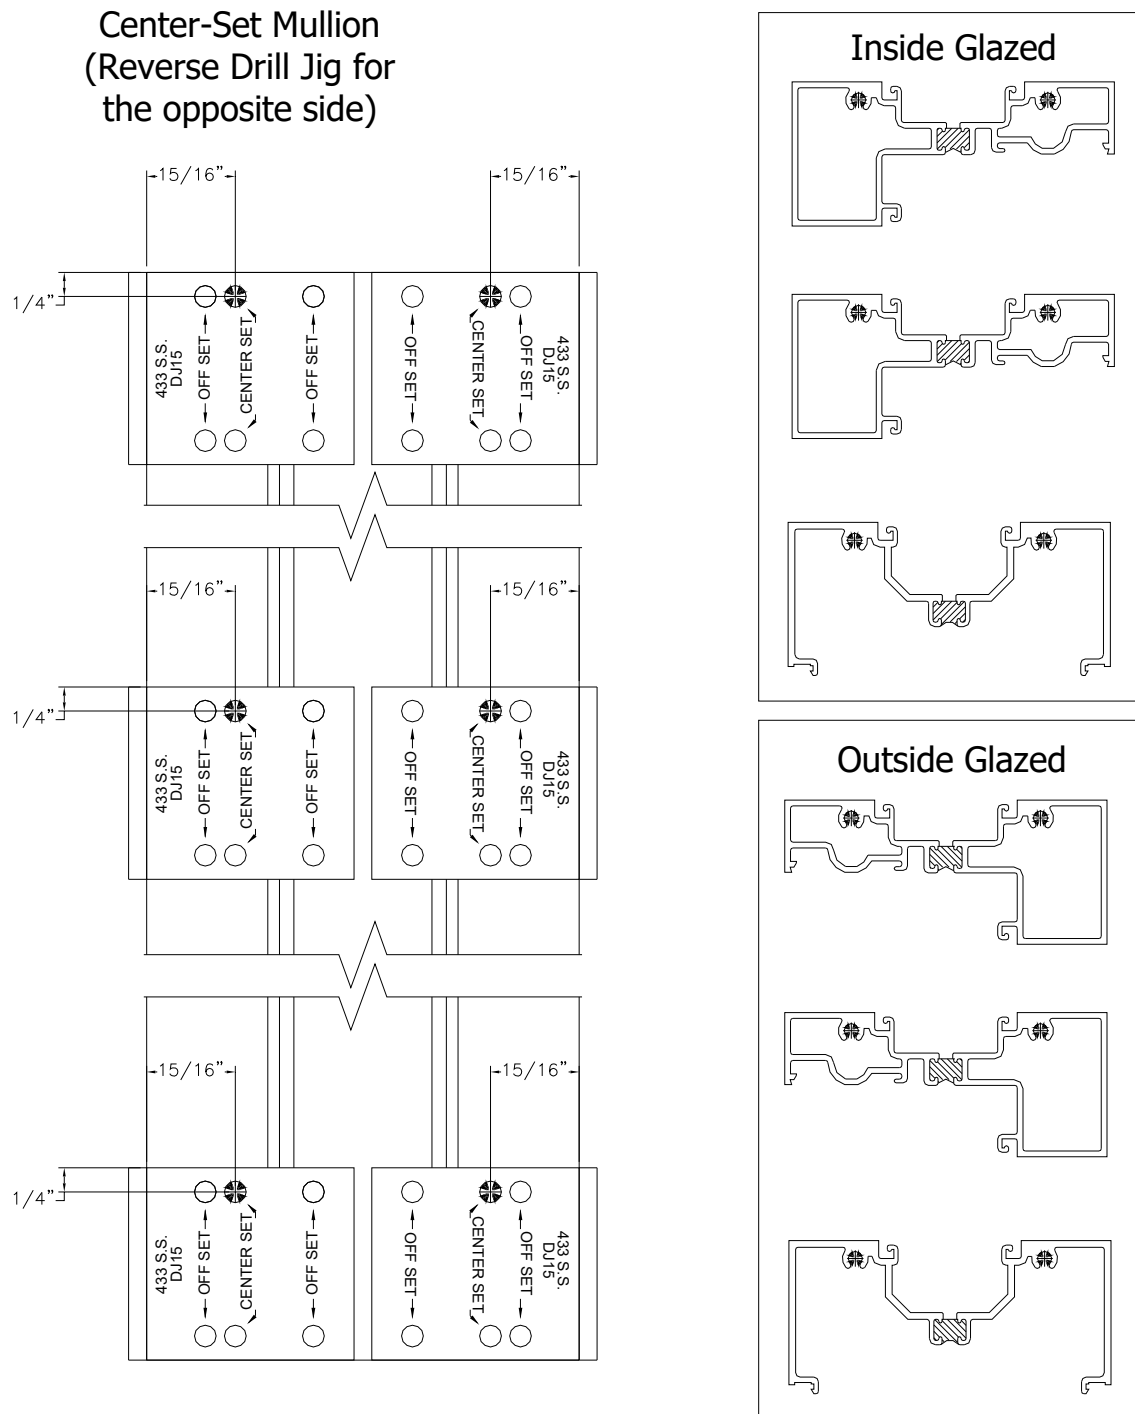 Center-Set Mullion
(Reverse Drill Jig for
the opposite side)
15/16"
15/16"
1/4"
433 S.S.
DJ15
OFF SET
CENTER SET
OFF SET
OFF SET
CENTER SET
OFF SET
433 S.S.
DJ15
15/16"
15/16"
1/4"
433 S.S.
DJ15
OFF SET
CENTER SET
OFF SET
OFF SET
CENTER SET
OFF SET
433 S.S.
DJ15
15/16"
15/16"
1/4"
433 S.S.
DJ15
OFF SET
CENTER SET
OFF SET
OFF SET
CENTER SET
OFF SET
433 S.S.
DJ15
Inside Glazed
Outside Glazed